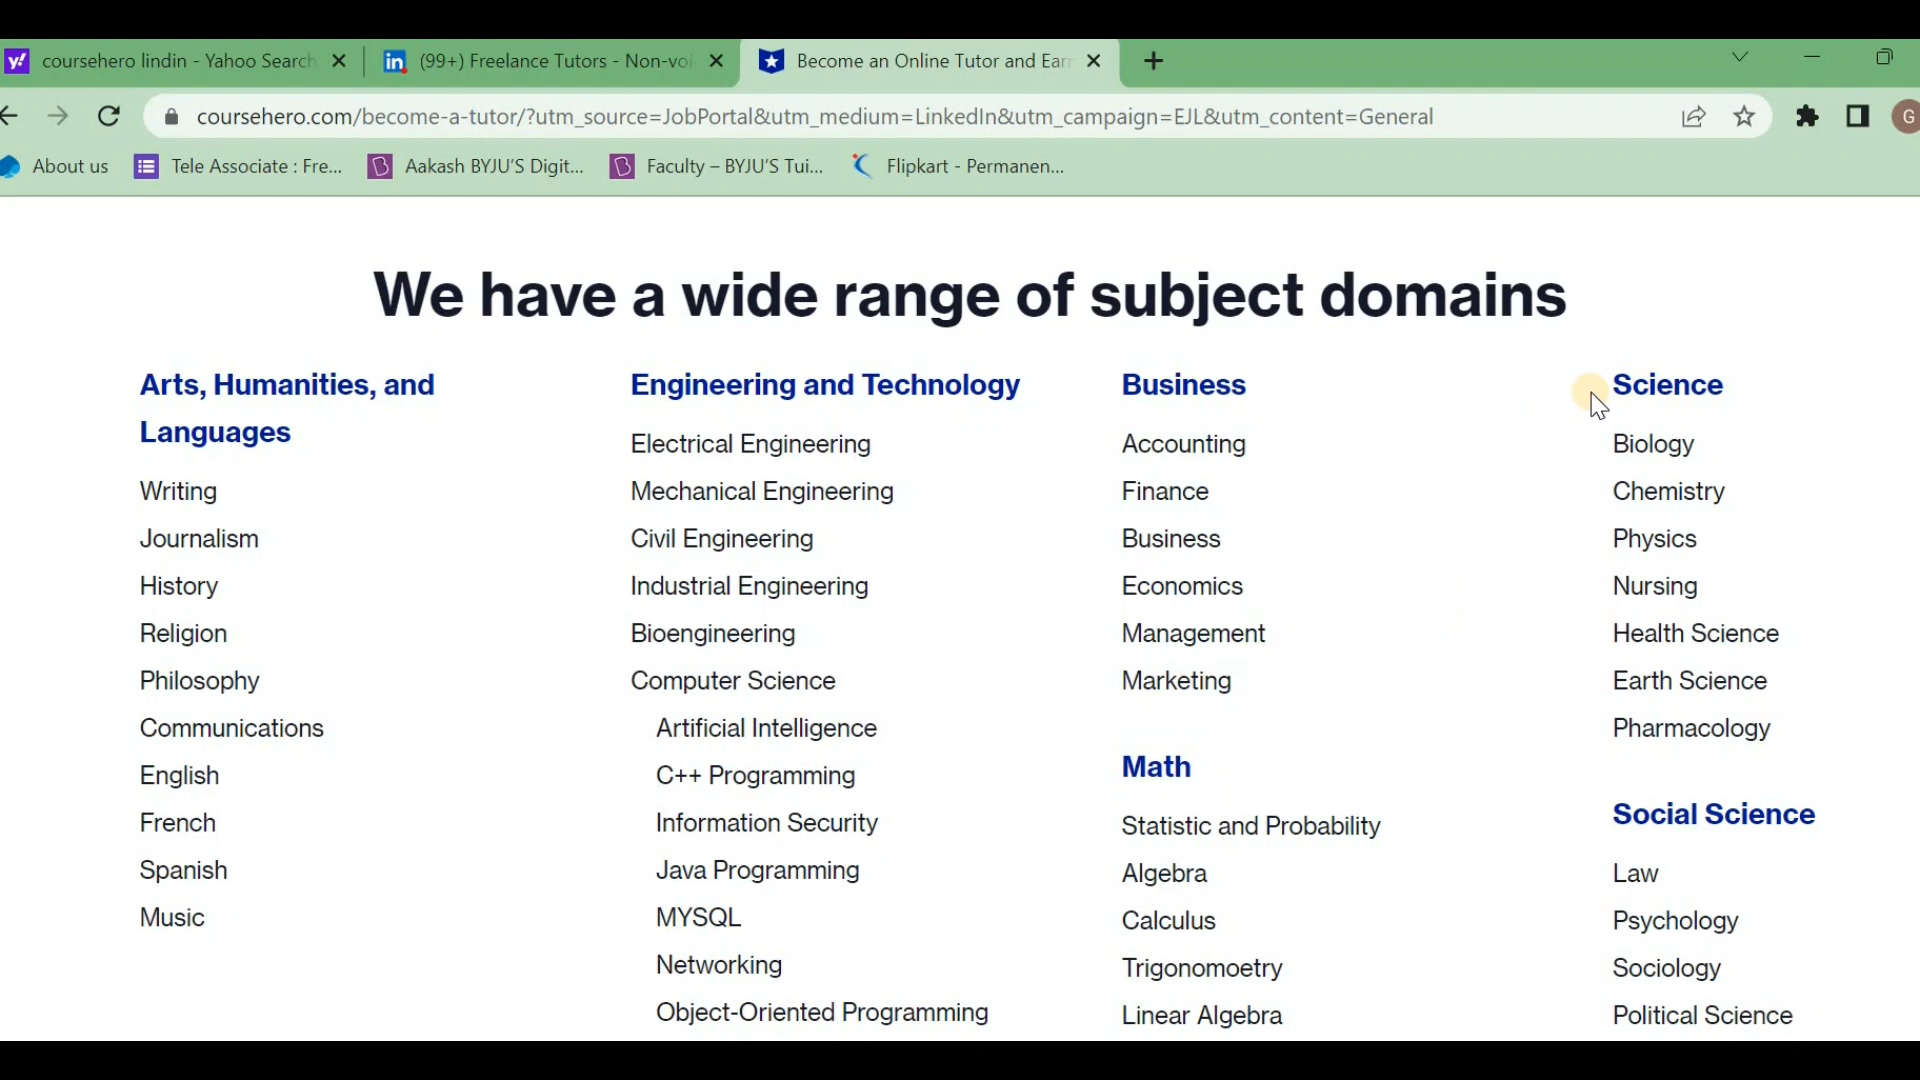 coursehero lindin - Yahoo Search
(99+) Freelance Tutors - Non-voi
Become an Online Tutor and Earn
coursehero.com/become-a-tutor/?utm_source=JobPortal&utm_medium=LinkedIn&utm_campaign=EJL&utm_content=General
G
About us
Tele Associate : Fre...
Aakash BYJU'S Digit...
Faculty – BYJU'S Tui...
Flipkart - Permanen...
We have a wide range of subject domains
Arts, Humanities, and
Languages
Writing
Journalism
History
Religion
Philosophy
Communications
English
French
Spanish
Music
Engineering and Technology
Electrical Engineering
Mechanical Engineering
Civil Engineering
Industrial Engineering
Bioengineering
Computer Science
Artificial Intelligence
C++ Programming
Information Security
Java Programming
MYSQL
Networking
Object-Oriented Programming
Business
Accounting
Finance
Business
Economics
Management
Marketing
Math
Statistic and Probability
Algebra
Calculus
Trigonomoetry
Linear Algebra
Science
Biology
Chemistry
Physics
Nursing
Health Science
Earth Science
Pharmacology
Social Science
Law
Psychology
Sociology
Political Science